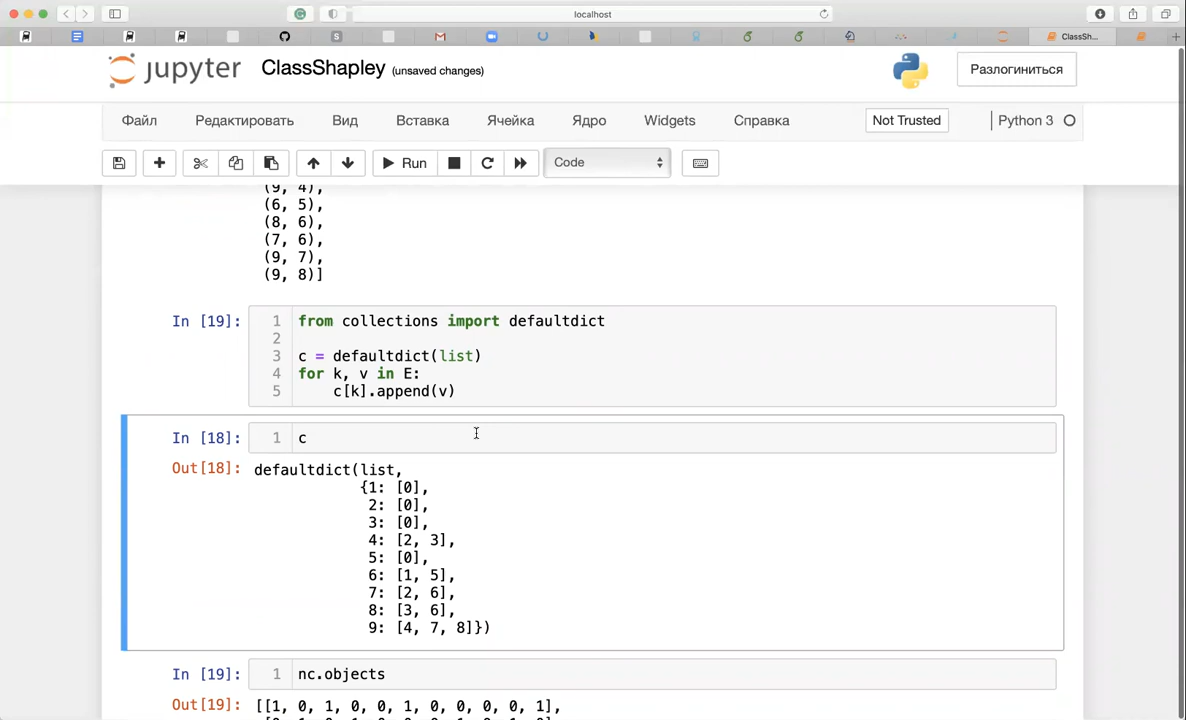 localhost
S
ClassSh...
jupyter ClassShapley (unsaved changes) Разлогиниться
Файл Редактировать Вид Вставка Ячейка Ядро Widgets Справка Not Trusted Python 3
Run Code
(9, 4),
(6, 5),
(8, 6),
(7, 6),
(9, 7),
(9, 8)]
In [19]: 1 from collections import defaultdict
2
3 c = defaultdict(list)
4 for k, v in E:
5 c[k].append(v)
In [18]: 1 c
Out[18]: defaultdict(list,
{1: [0],
2: [0],
3: [0],
4: [2, 3],
5: [0],
6: [1, 5],
7: [2, 6],
8: [3, 6],
9: [4, 7, 8]})
In [19]: 1 nc.objects
Out[19]: [[1, 0, 1, 0, 0, 1, 0, 0, 0, 0, 1],